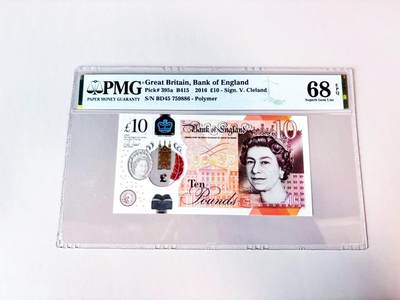 PMG
PAPER MONEY GUARANTY
Great Britain, Bank of England
Pick# 395a B415 2016 £10 - Sign. V. Cleland
S/N BD45 759886 - Polymer
68 EPQ
Superb Gem Unc
£10
Bank of England
10
£
Ten
Pounds